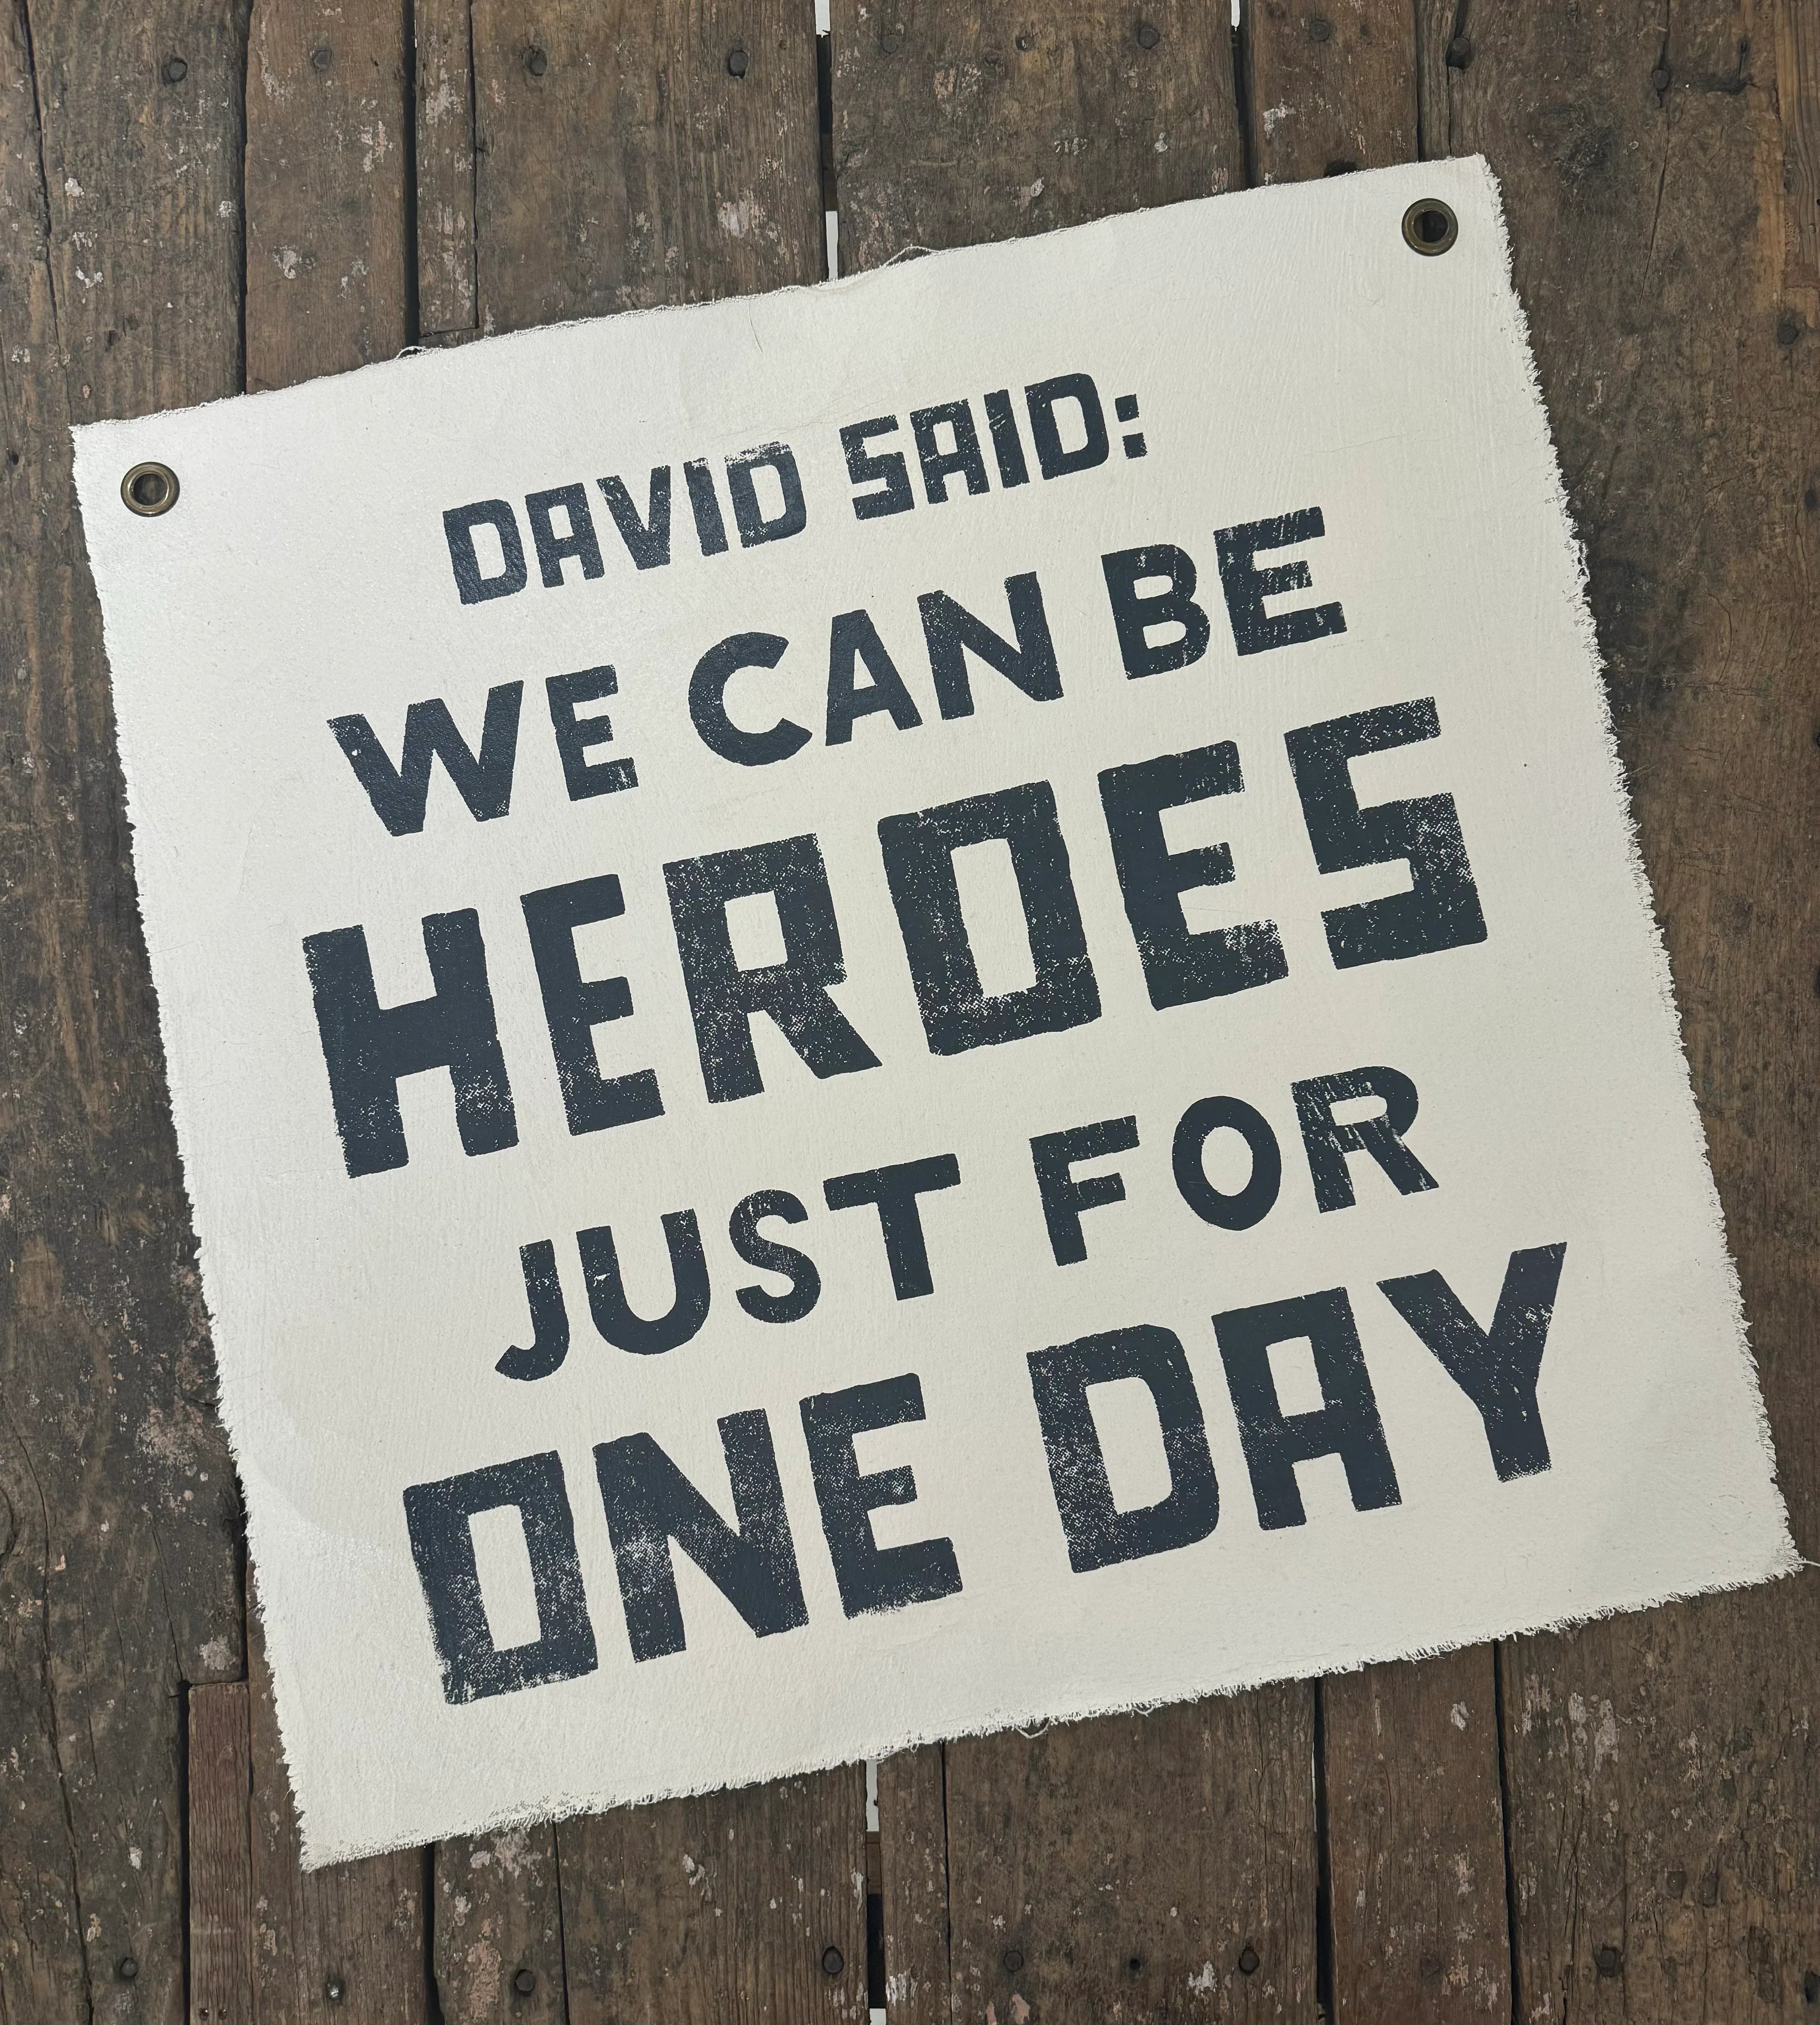 DAVID SAID:
WE CAN BE
HEROES
JUST FOR
ONE DAY